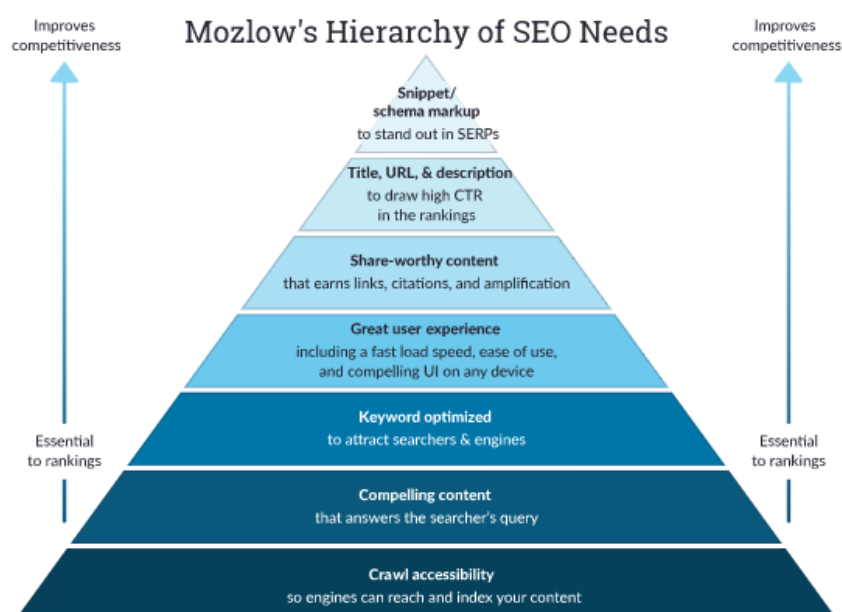 Mozlow's Hierarchy of SEO Needs
Improves
competitiveness
Improves
competitiveness
Snippet/
schema markup
to stand out in SERPs
Title, URL, & description
to draw high CTR
in the rankings
Share-worthy content
that earns links, citations, and amplification
Great user experience
including a fast load speed, ease of use,
and compelling UI on any device
Keyword optimized
to attract searchers & engines
Essential
to rankings
Essential
to rankings
Compelling content
that answers the searcher's query
Crawl accessibility
so engines can reach and index your content